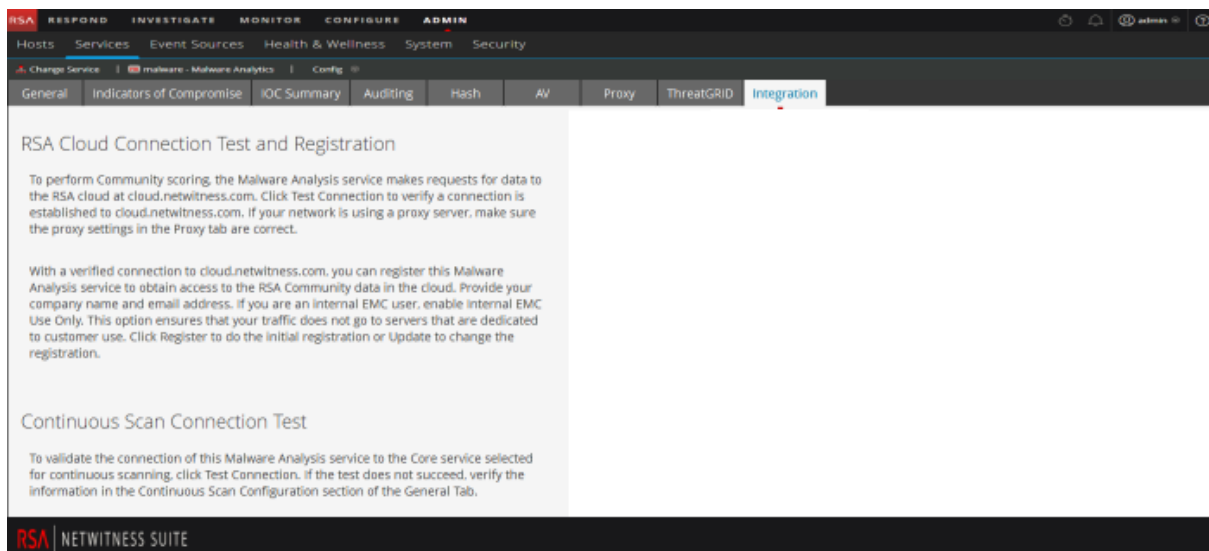 RSA RESPOND INVESTIGATE MONITOR CONFIGURE ADMIN admin
Hosts Services Event Sources Health & Wellness System Security
Change Service | malware - Malware Analytics | Config
General Indicators of Compromise IOC Summary Auditing Hash AV Proxy ThreatGRID Integration
RSA Cloud Connection Test and Registration
To perform Community scoring, the Malware Analysis service makes requests for data to
the RSA cloud at cloud.netwitness.com. Click Test Connection to verify a connection is
established to cloud.netwitness.com. If your network is using a proxy server, make sure
the proxy settings in the Proxy tab are correct.
With a verified connection to cloud.netwitness.com, you can register this Malware
Analysis service to obtain access to the RSA Community data in the cloud. Provide your
company name and email address. If you are an internal EMC user, enable Internal EMC
Use Only. This option ensures that your traffic does not go to servers that are dedicated
to customer use. Click Register to do the initial registration or Update to change the
registration.
Continuous Scan Connection Test
To validate the connection of this Malware Analysis service to the Core service selected
for continuous scanning, click Test Connection. If the test does not succeed, verify the
information in the Continuous Scan Configuration section of the General Tab.
RSA | NETWITNESS SUITE